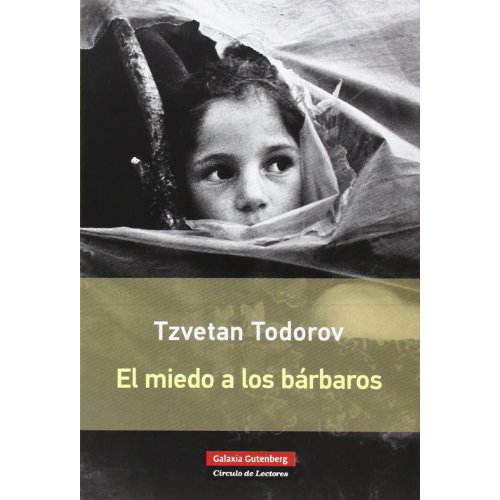 Tzvetan Todorov
El miedo a los bárbaros
Galaxia Gutenberg
Círculo de Lectores